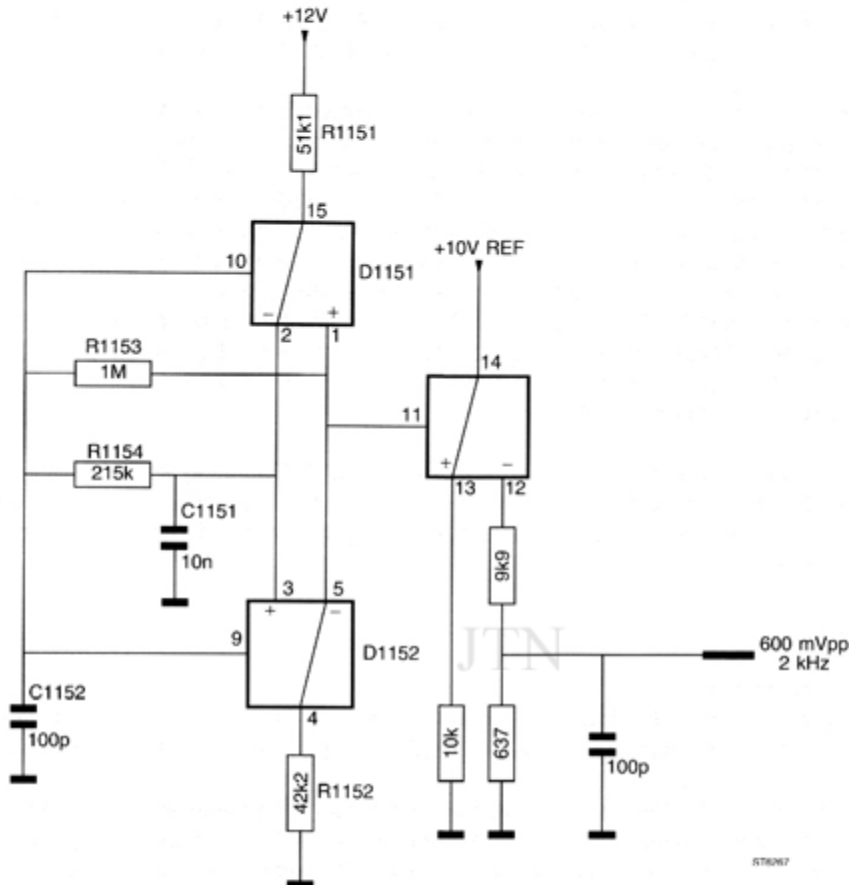 +12V
51k1
R1151
15
10
D1151
- +
2 1
+10V REF
R1153
1M
14
11
R1154
215k
+ -
13 12
C1151
10n
9k9
3 5
+ -
9
D1152
JTN
600 mVpp
2 kHz
C1152
100p
4
10k
637
100p
42k2
R1152
ST6267